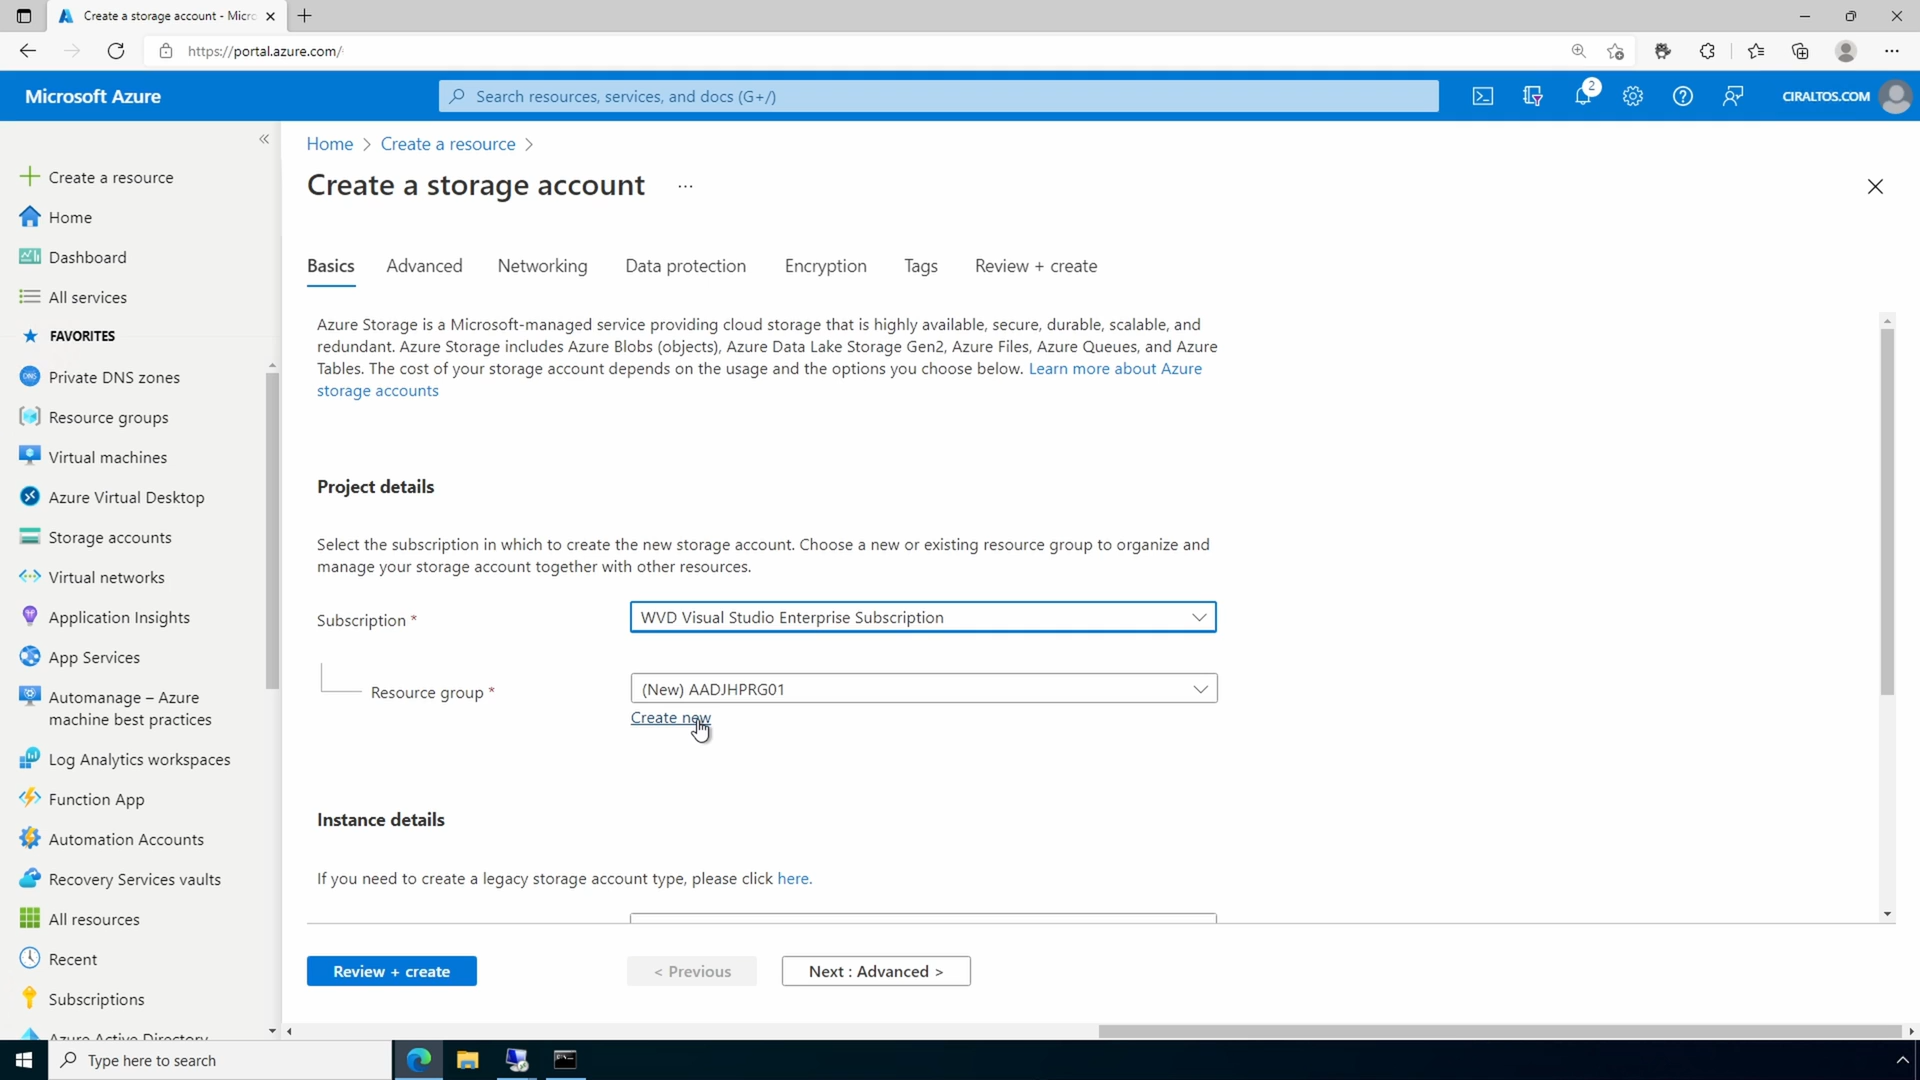 Create a storage account - Micro
https://portal.azure.com/
Microsoft Azure
Search resources, services, and docs (G+/)
2
CIRALTOS.COM
Home > Create a resource >
Create a storage account ...
Create a resource
Home
Dashboard
All services
FAVORITES
DNS
Private DNS zones
Resource groups
Virtual machines
Azure Virtual Desktop
Storage accounts
Virtual networks
Application Insights
App Services
Automanage – Azure
machine best practices
Log Analytics workspaces
Function App
Automation Accounts
Recovery Services vaults
All resources
Recent
Subscriptions
Azure Active Directory
Basics Advanced Networking Data protection Encryption Tags Review + create
Azure Storage is a Microsoft-managed service providing cloud storage that is highly available, secure, durable, scalable, and
redundant. Azure Storage includes Azure Blobs (objects), Azure Data Lake Storage Gen2, Azure Files, Azure Queues, and Azure
Tables. The cost of your storage account depends on the usage and the options you choose below. Learn more about Azure
storage accounts
Project details
Select the subscription in which to create the new storage account. Choose a new or existing resource group to organize and
manage your storage account together with other resources.
Subscription * WVD Visual Studio Enterprise Subscription
Resource group * (New) AADJHPRG01
Create new
Instance details
If you need to create a legacy storage account type, please click here.
Review + create < Previous Next : Advanced >
Type here to search